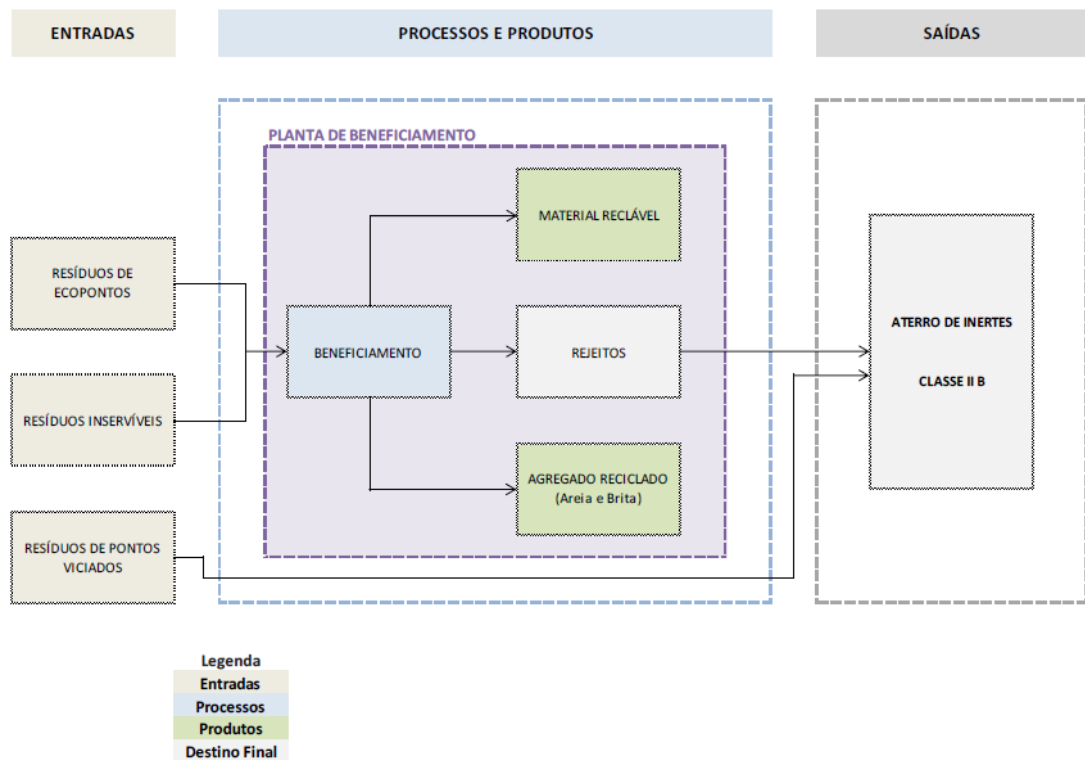 ENTRADAS
PROCESSOS E PRODUTOS
SAÍDAS
PLANTA DE BENEFICIAMENTO
MATERIAL RECLÁVEL
RESÍDUOS DE
ECOPONTOS
BENEFICIAMENTO
REJEITOS
ATERRO DE INERTES
CLASSE II B
RESÍDUOS INSERVÍVEIS
AGREGADO RECICLADO
(Areia e Brita)
RESÍDUOS DE PONTOS
VICIADOS
Legenda
Entradas
Processos
Produtos
Destino Final